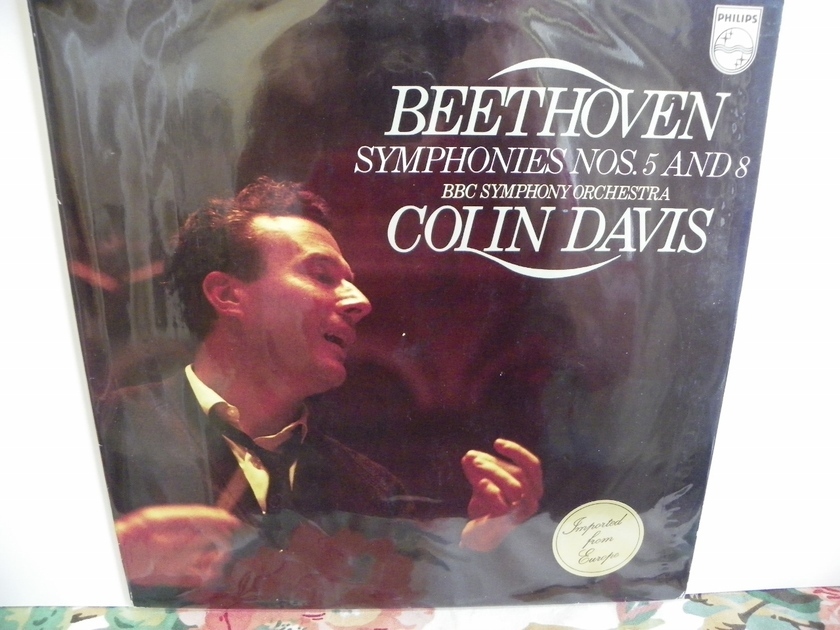 PHILIPS
BEETHOVEN
SYMPHONIES NOS. 5 AND 8
BBC SYMPHONY ORCHESTRA
COLIN DAVIS
Imported
from
Europe